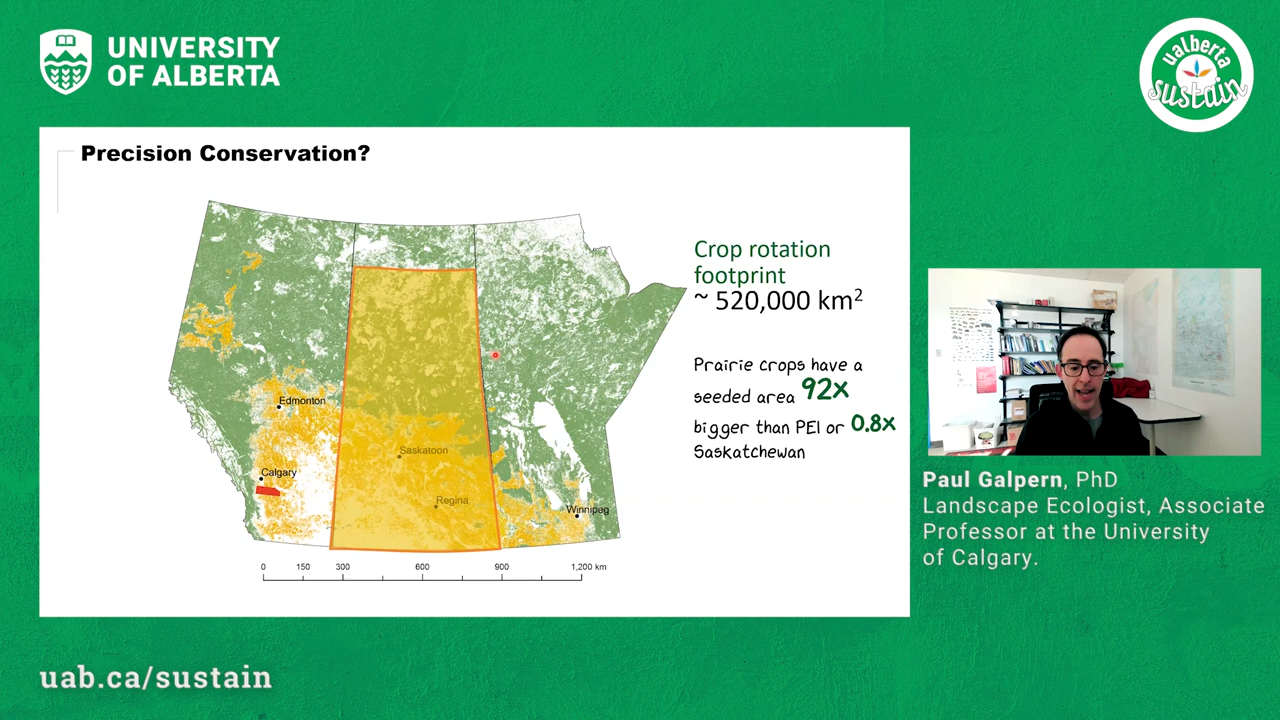 UNIVERSITY
OF ALBERTA
ualberta
sustain
Precision Conservation?
Crop rotation
footprint
~ 520,000 km²
Prairie crops have a
seeded area 92x
bigger than PEI or 0.8x
Saskatchewan
Edmonton
Saskatoon
Calgary
Regina
Winnipeg
0 150 300 600 900 1,200 km
Paul Galpern, PhD
Landscape Ecologist, Associate
Professor at the University
of Calgary.
uab.ca/sustain